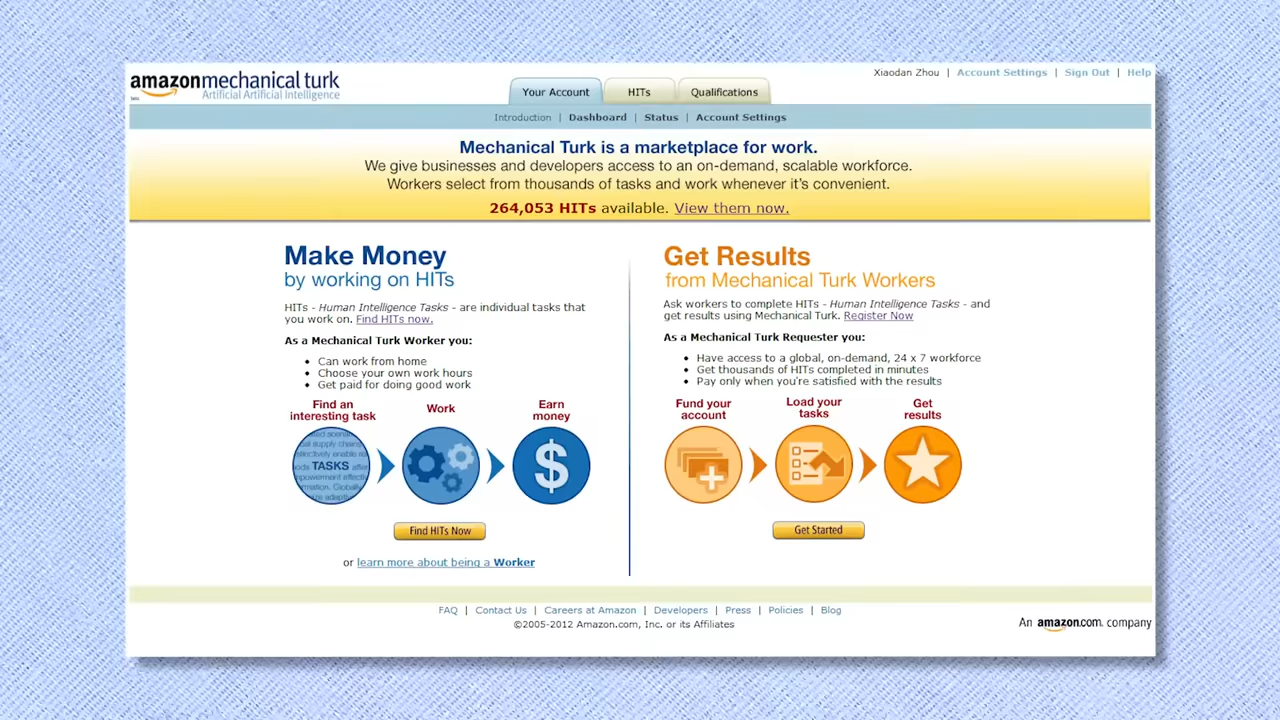 amazonmechanical turk
beta
Artificial Artificial Intelligence
Xiaodan Zhou | Account Settings | Sign Out | Help
Your Account
HITs
Qualifications
Introduction | Dashboard | Status | Account Settings
Mechanical Turk is a marketplace for work.
We give businesses and developers access to an on-demand, scalable workforce.
Workers select from thousands of tasks and work whenever it's convenient.
264,053 HITs available. View them now.
Make Money
by working on HITs
HITs - Human Intelligence Tasks - are individual tasks that
you work on. Find HITs now.
As a Mechanical Turk Worker you:
• Can work from home
• Choose your own work hours
• Get paid for doing good work
Find an
interesting task
Work
Earn
money
TASKS
$
Find HITs Now
or learn more about being a Worker
Get Results
from Mechanical Turk Workers
Ask workers to complete HITs - Human Intelligence Tasks - and
get results using Mechanical Turk. Register Now
As a Mechanical Turk Requester you:
• Have access to a global, on-demand, 24 x 7 workforce
• Get thousands of HITs completed in minutes
• Pay only when you're satisfied with the results
Fund your
account
Load your
tasks
Get
results
Get Started
FAQ | Contact Us | Careers at Amazon | Developers | Press | Policies | Blog
©2005-2012 Amazon.com, Inc. or its Affiliates
An amazon.com. company